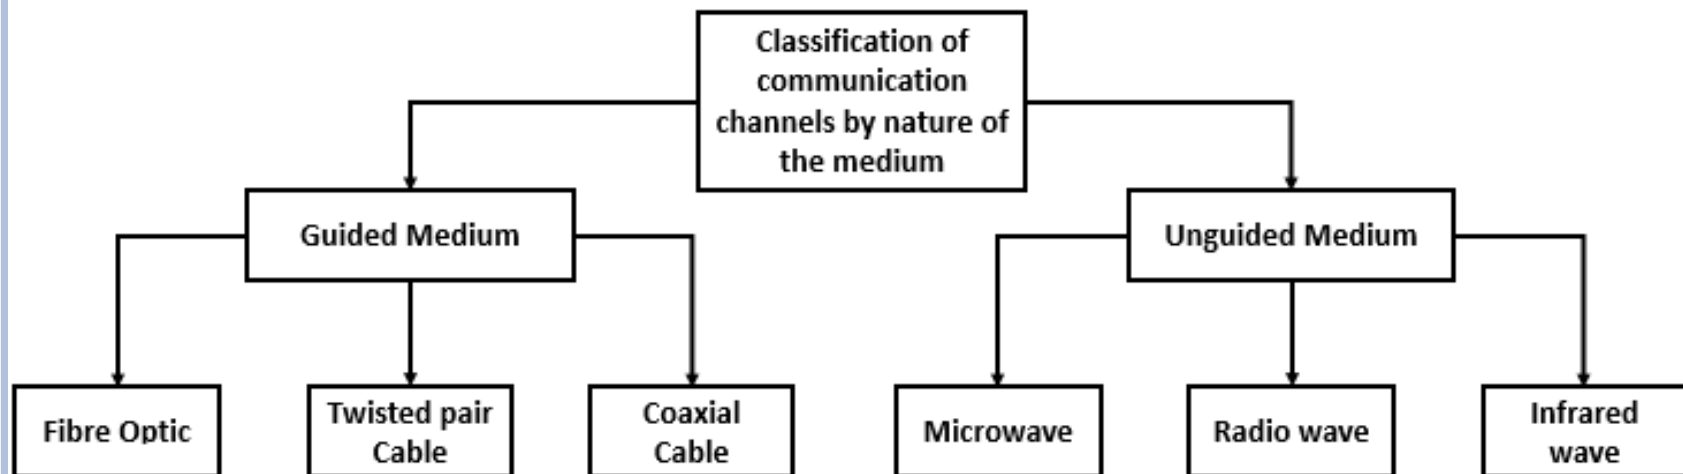 Classification of
communication
channels by nature of
the medium
Guided Medium
Unguided Medium
Fibre Optic
Twisted pair
Cable
Coaxial
Cable
Microwave
Radio wave
Infrared
wave